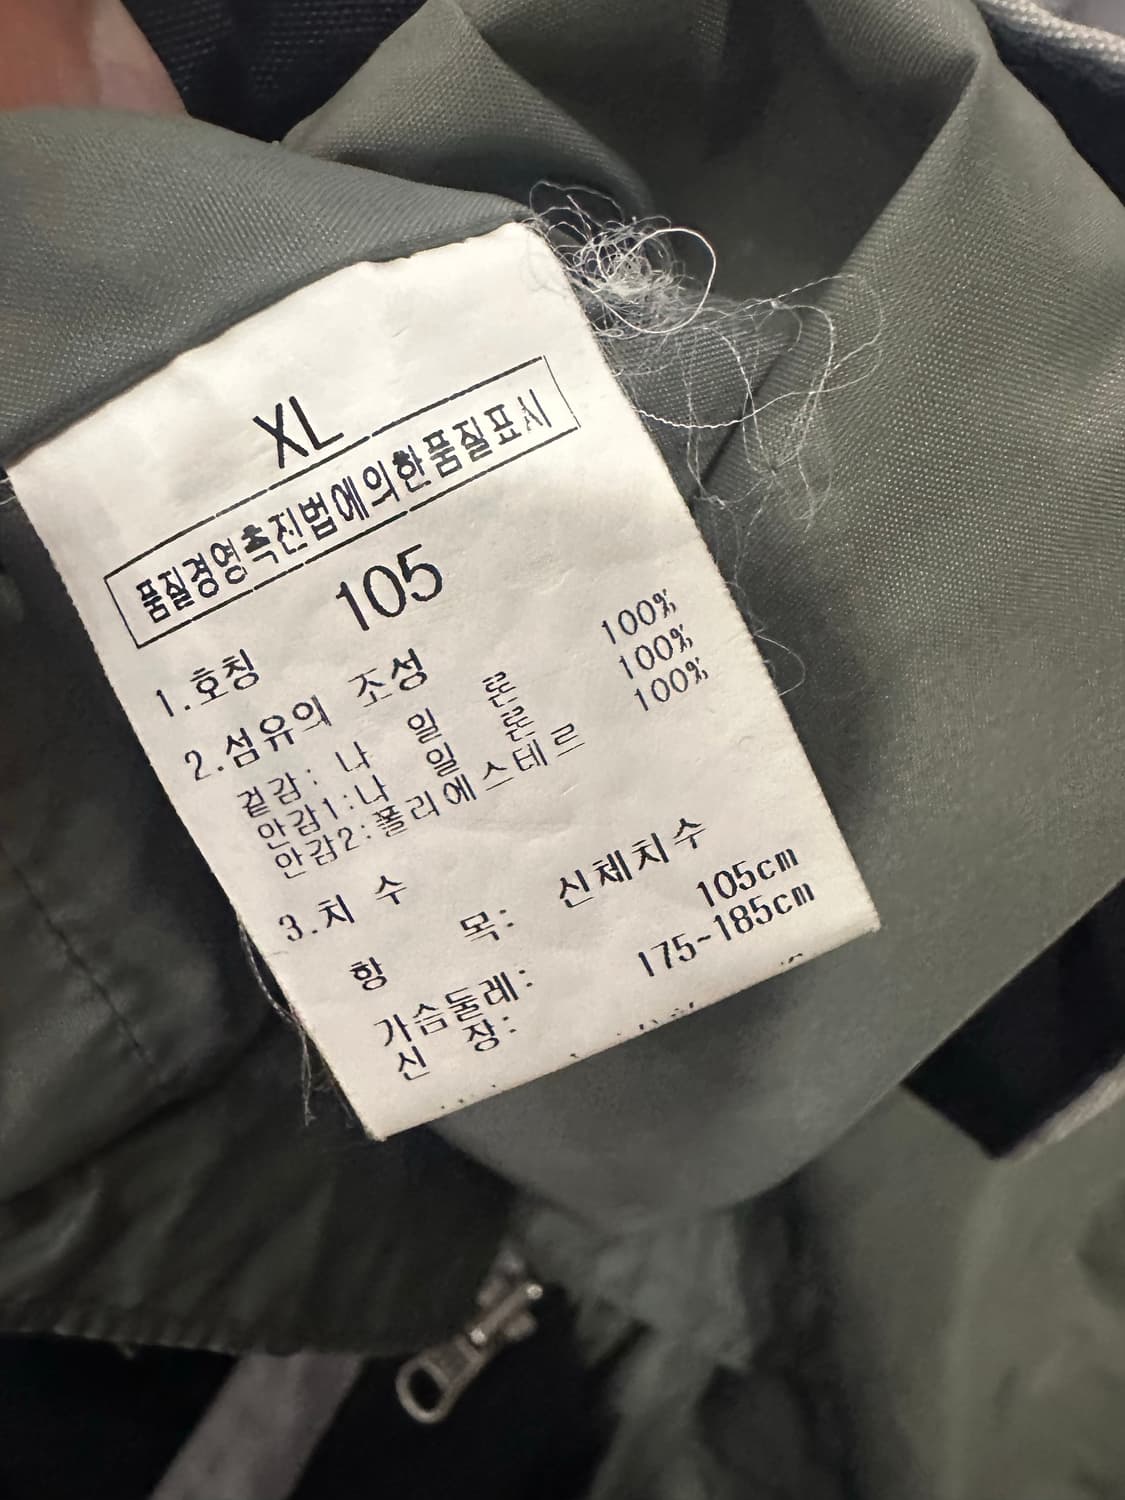 XL
품질경영촉진법에의한품질표시
105
1.호칭
2.섬유의 조성
겉감: 나 일 론 100%
안감1:나 일 론 100%
안감2:폴리에스테르 100%
3.치 수
항 목: 신체치수
가슴둘레: 105cm
신 장: 175~185cm